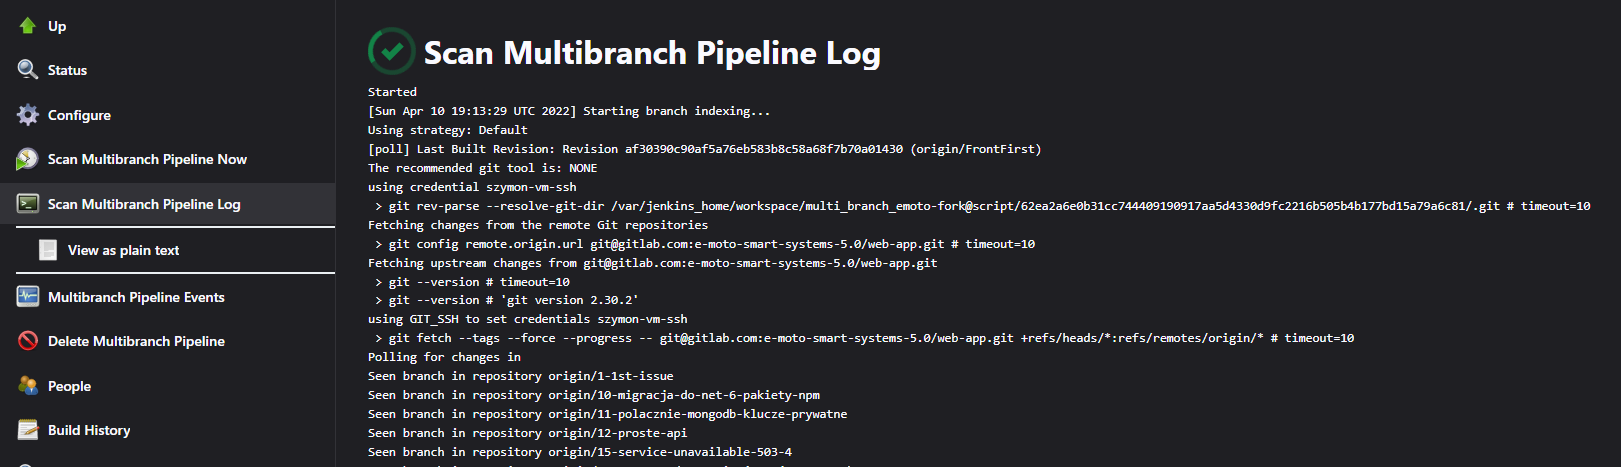 Up
Status
Configure
Scan Multibranch Pipeline Now
Scan Multibranch Pipeline Log
View as plain text
Multibranch Pipeline Events
Delete Multibranch Pipeline
People
Build History
Scan Multibranch Pipeline Log
Started
[Sun Apr 10 19:13:29 UTC 2022] Starting branch indexing...
Using strategy: Default
[poll] Last Built Revision: Revision af30390c90af5a76eb583b8c58a68f7b70a01430 (origin/FrontFirst)
The recommended git tool is: NONE
using credential szymon-vm-ssh
> git rev-parse --resolve-git-dir /var/jenkins_home/workspace/multi_branch_emoto-fork@script/62ea2a6e0b31cc744409190917aa5d4330d9fc2216b505b4b177bd15a79a6c81/.git # timeout=10
Fetching changes from the remote Git repositories
> git config remote.origin.url git@gitlab.com:e-moto-smart-systems-5.0/web-app.git # timeout=10
Fetching upstream changes from git@gitlab.com:e-moto-smart-systems-5.0/web-app.git
> git --version # timeout=10
> git --version # 'git version 2.30.2'
using GIT_SSH to set credentials szymon-vm-ssh
> git fetch --tags --force --progress -- git@gitlab.com:e-moto-smart-systems-5.0/web-app.git +refs/heads/*:refs/remotes/origin/* # timeout=10
Polling for changes in
Seen branch in repository origin/1-1st-issue
Seen branch in repository origin/10-migracja-do-net-6-pakiety-npm
Seen branch in repository origin/11-polacznie-mongodb-klucze-prywatne
Seen branch in repository origin/12-proste-api
Seen branch in repository origin/15-service-unavailable-503-4